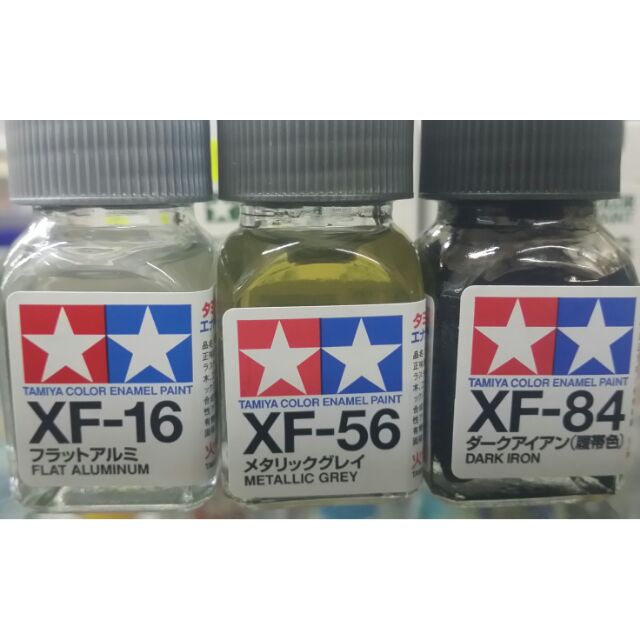 TAMIYA COLOR ENAMEL PAINT
XF-16
フラットアルミ
FLAT ALUMINUM
TAMIYA COLOR ENAMEL PAINT
XF-56
メタリックグレイ
METALLIC GREY
TAMIYA COLOR ENAMEL PAINT
XF-84
ダークアイアン(履帯色)
DARK IRON